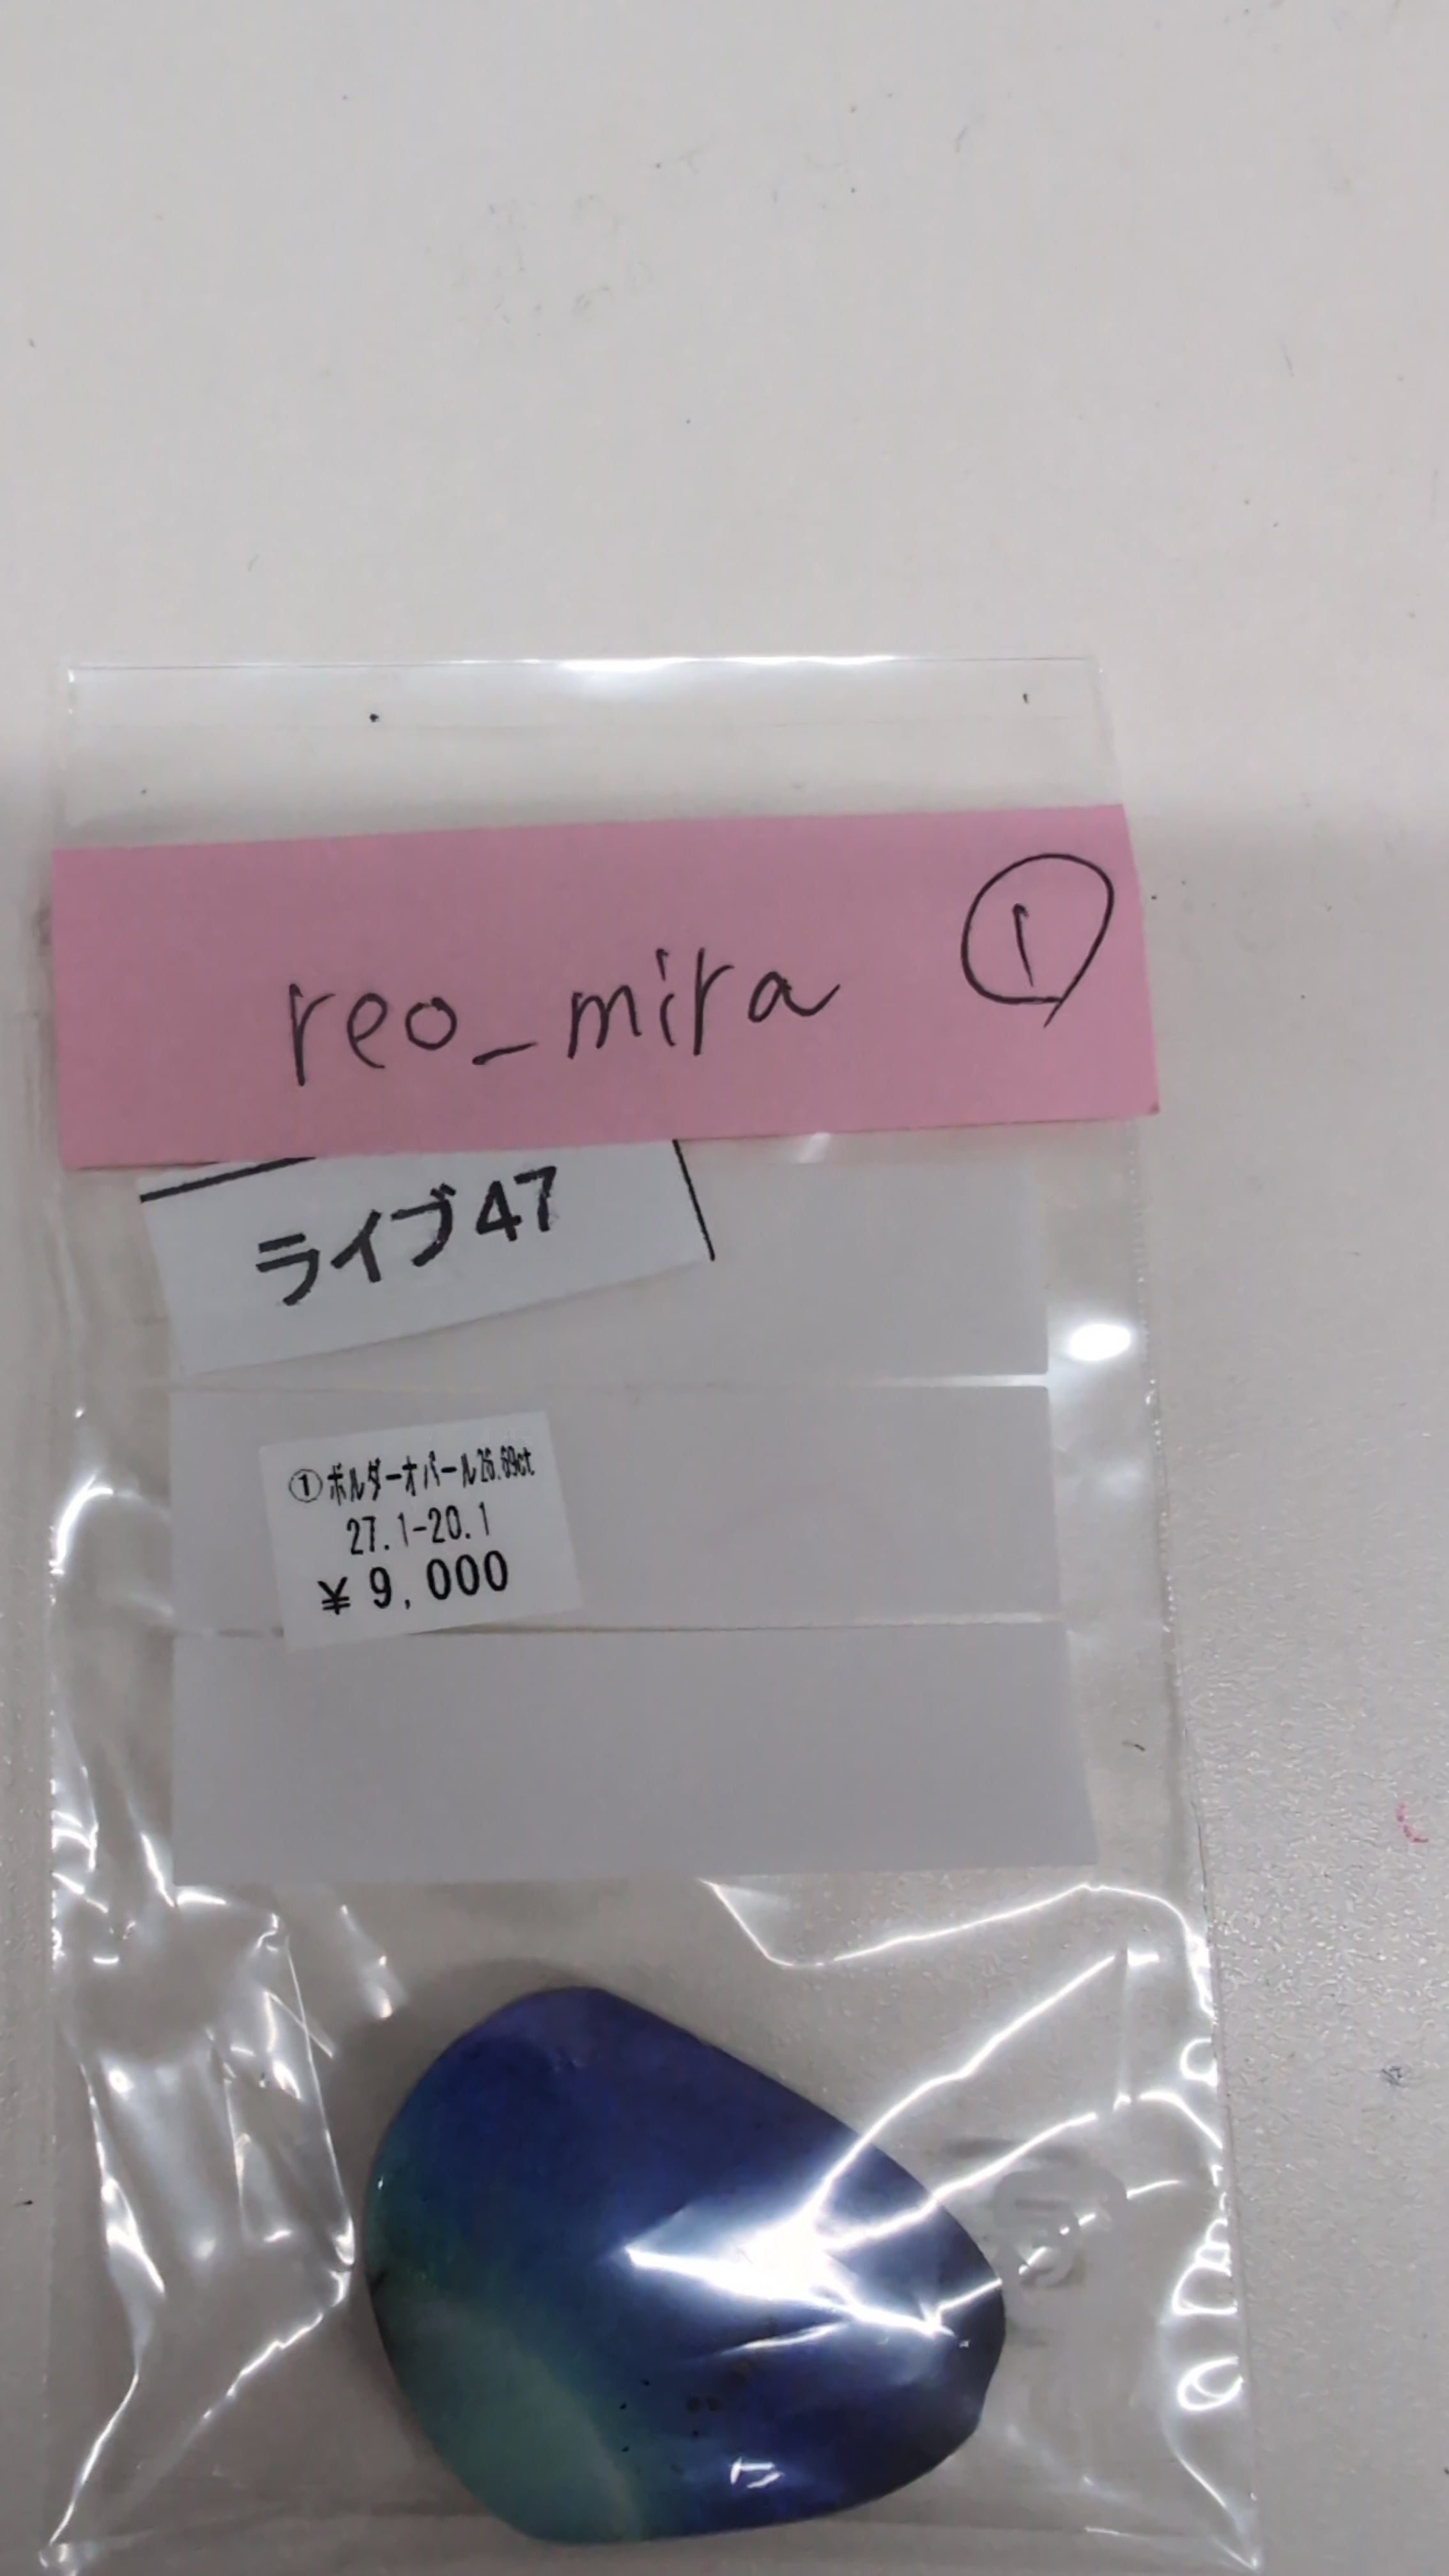 reo_mira ①
ライブ47
①ボルダーオパール26.69ct
27.1-20.1
¥9,000